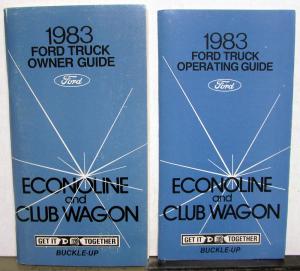 1983
FORD TRUCK
OWNER GUIDE
Ford
ECONOLINE
and
CLUB WAGON
GET IT TOGETHER
BUCKLE-UP
1983
FORD TRUCK
OPERATING GUIDE
Ford
ECONOLINE
and
CLUB WAGON
GET IT TOGETHER
BUCKLE-UP